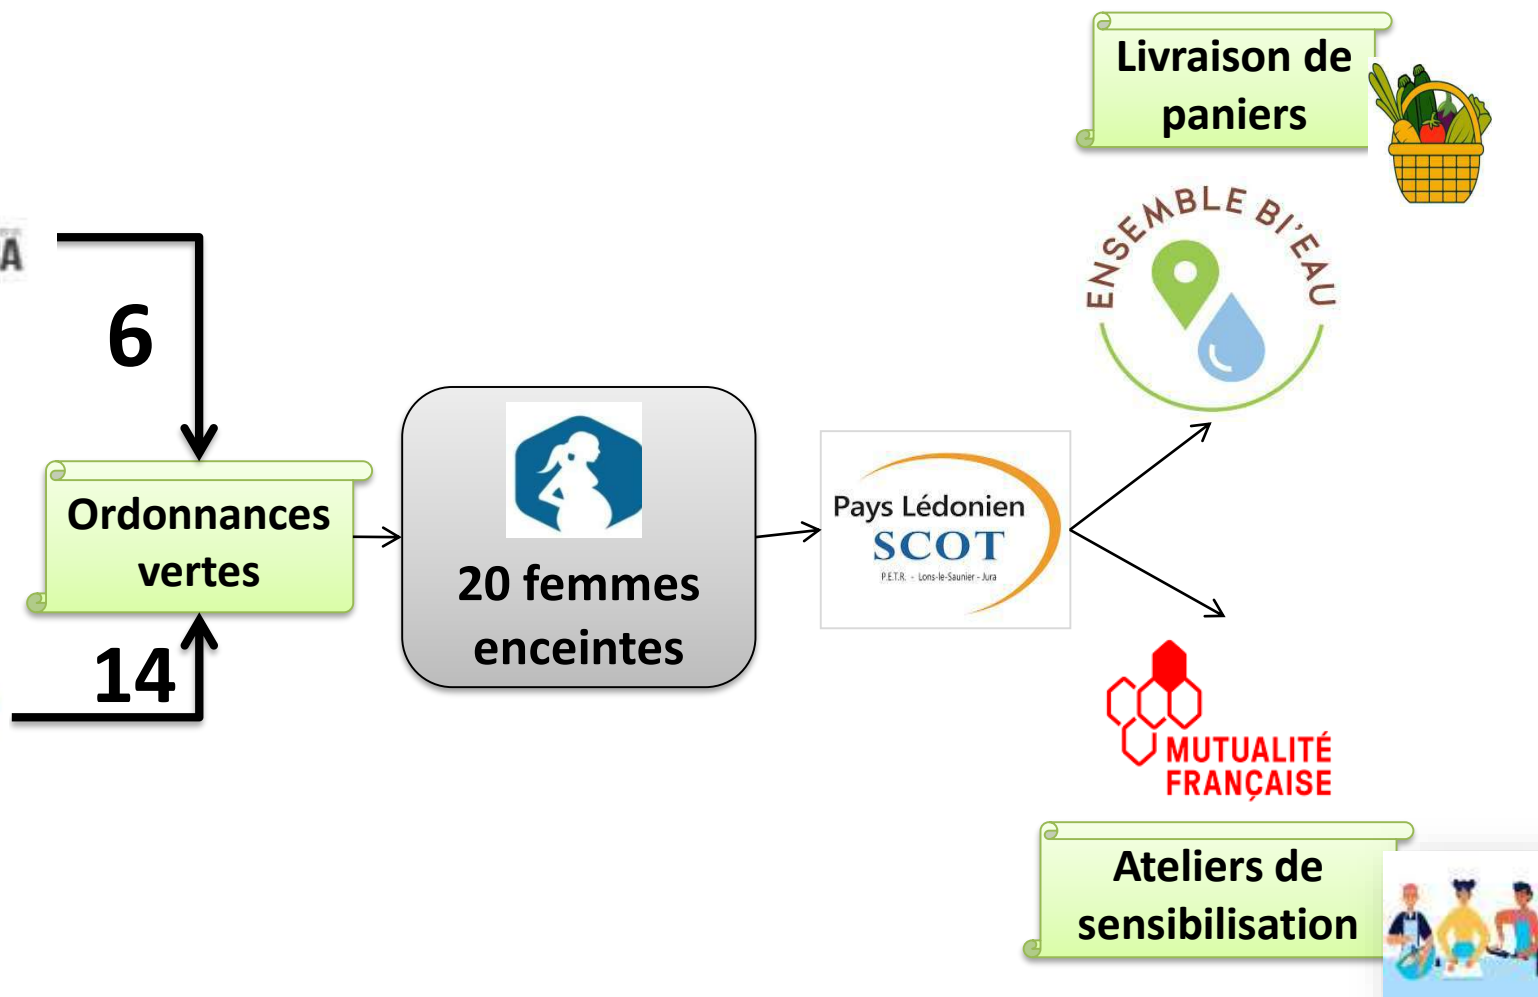 Livraison de
paniers
ENSEMBLE BI'EAU
A
6
Ordonnances
vertes
14
20 femmes
enceintes
Pays Lédonien
SCOT
P.E.T.R. - Lons-le-Saunier - Jura
MUTUALITÉ
FRANÇAISE
Ateliers de
sensibilisation